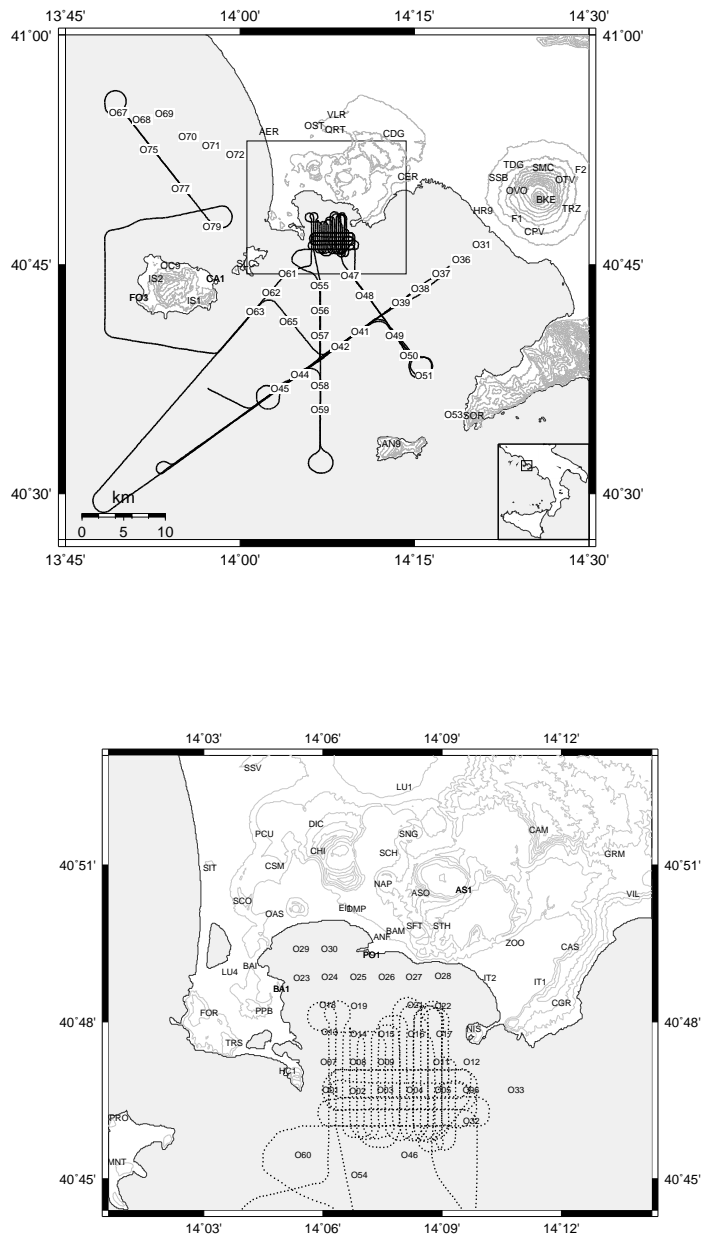 13˚45' 14˚00' 14˚15' 14˚30'
41˚00' 41˚00'
O67 O68 O69
VLR
OST QRT
AER CDG
O70
O71
O75 O72
TDG SMC F2
SSB OTV
CER
O77 OVO BKE
HR9 TRZ
F1
O79 CPV
O31
40˚45' 40˚45'
OC9 SLC O36
IS2 CA1 O61 O47 O37
O55
FO3 IS1 O62 O48 O39 O38
O63 O65 O56
O57 O41 O49
O42
O50
O44 O58 O51
O45
O59
O53 SOR
AN9
40˚30' 40˚30'
km
0 5 10
13˚45' 14˚00' 14˚15' 14˚30'
14˚03' 14˚06' 14˚09' 14˚12'
SSV
LU1
DIC
PCU SNG CAM
CHI SCH GRM
40˚51' SIT CSM 40˚51'
NAP ASO AS1 VIL
SCO
OAS
SFT STH
BAM
ANF
ZOO CAS
O29 O30 PO1
BAI
LU4
O23 O24 O25 O26 O27 O28 IT2 IT1
BA1
CGR
O18 O19 O22
FOR PPB
40˚48' 40˚48'
NIS
O14 O15 O16 O17
TRS
O07 O08 O09 O11 O12
HC1
O01 O02 O03 O04 O05 O06 O33
PRO O32
O60 O46
MNT
O54
40˚45' 40˚45'
14˚03' 14˚06' 14˚09' 14˚12'